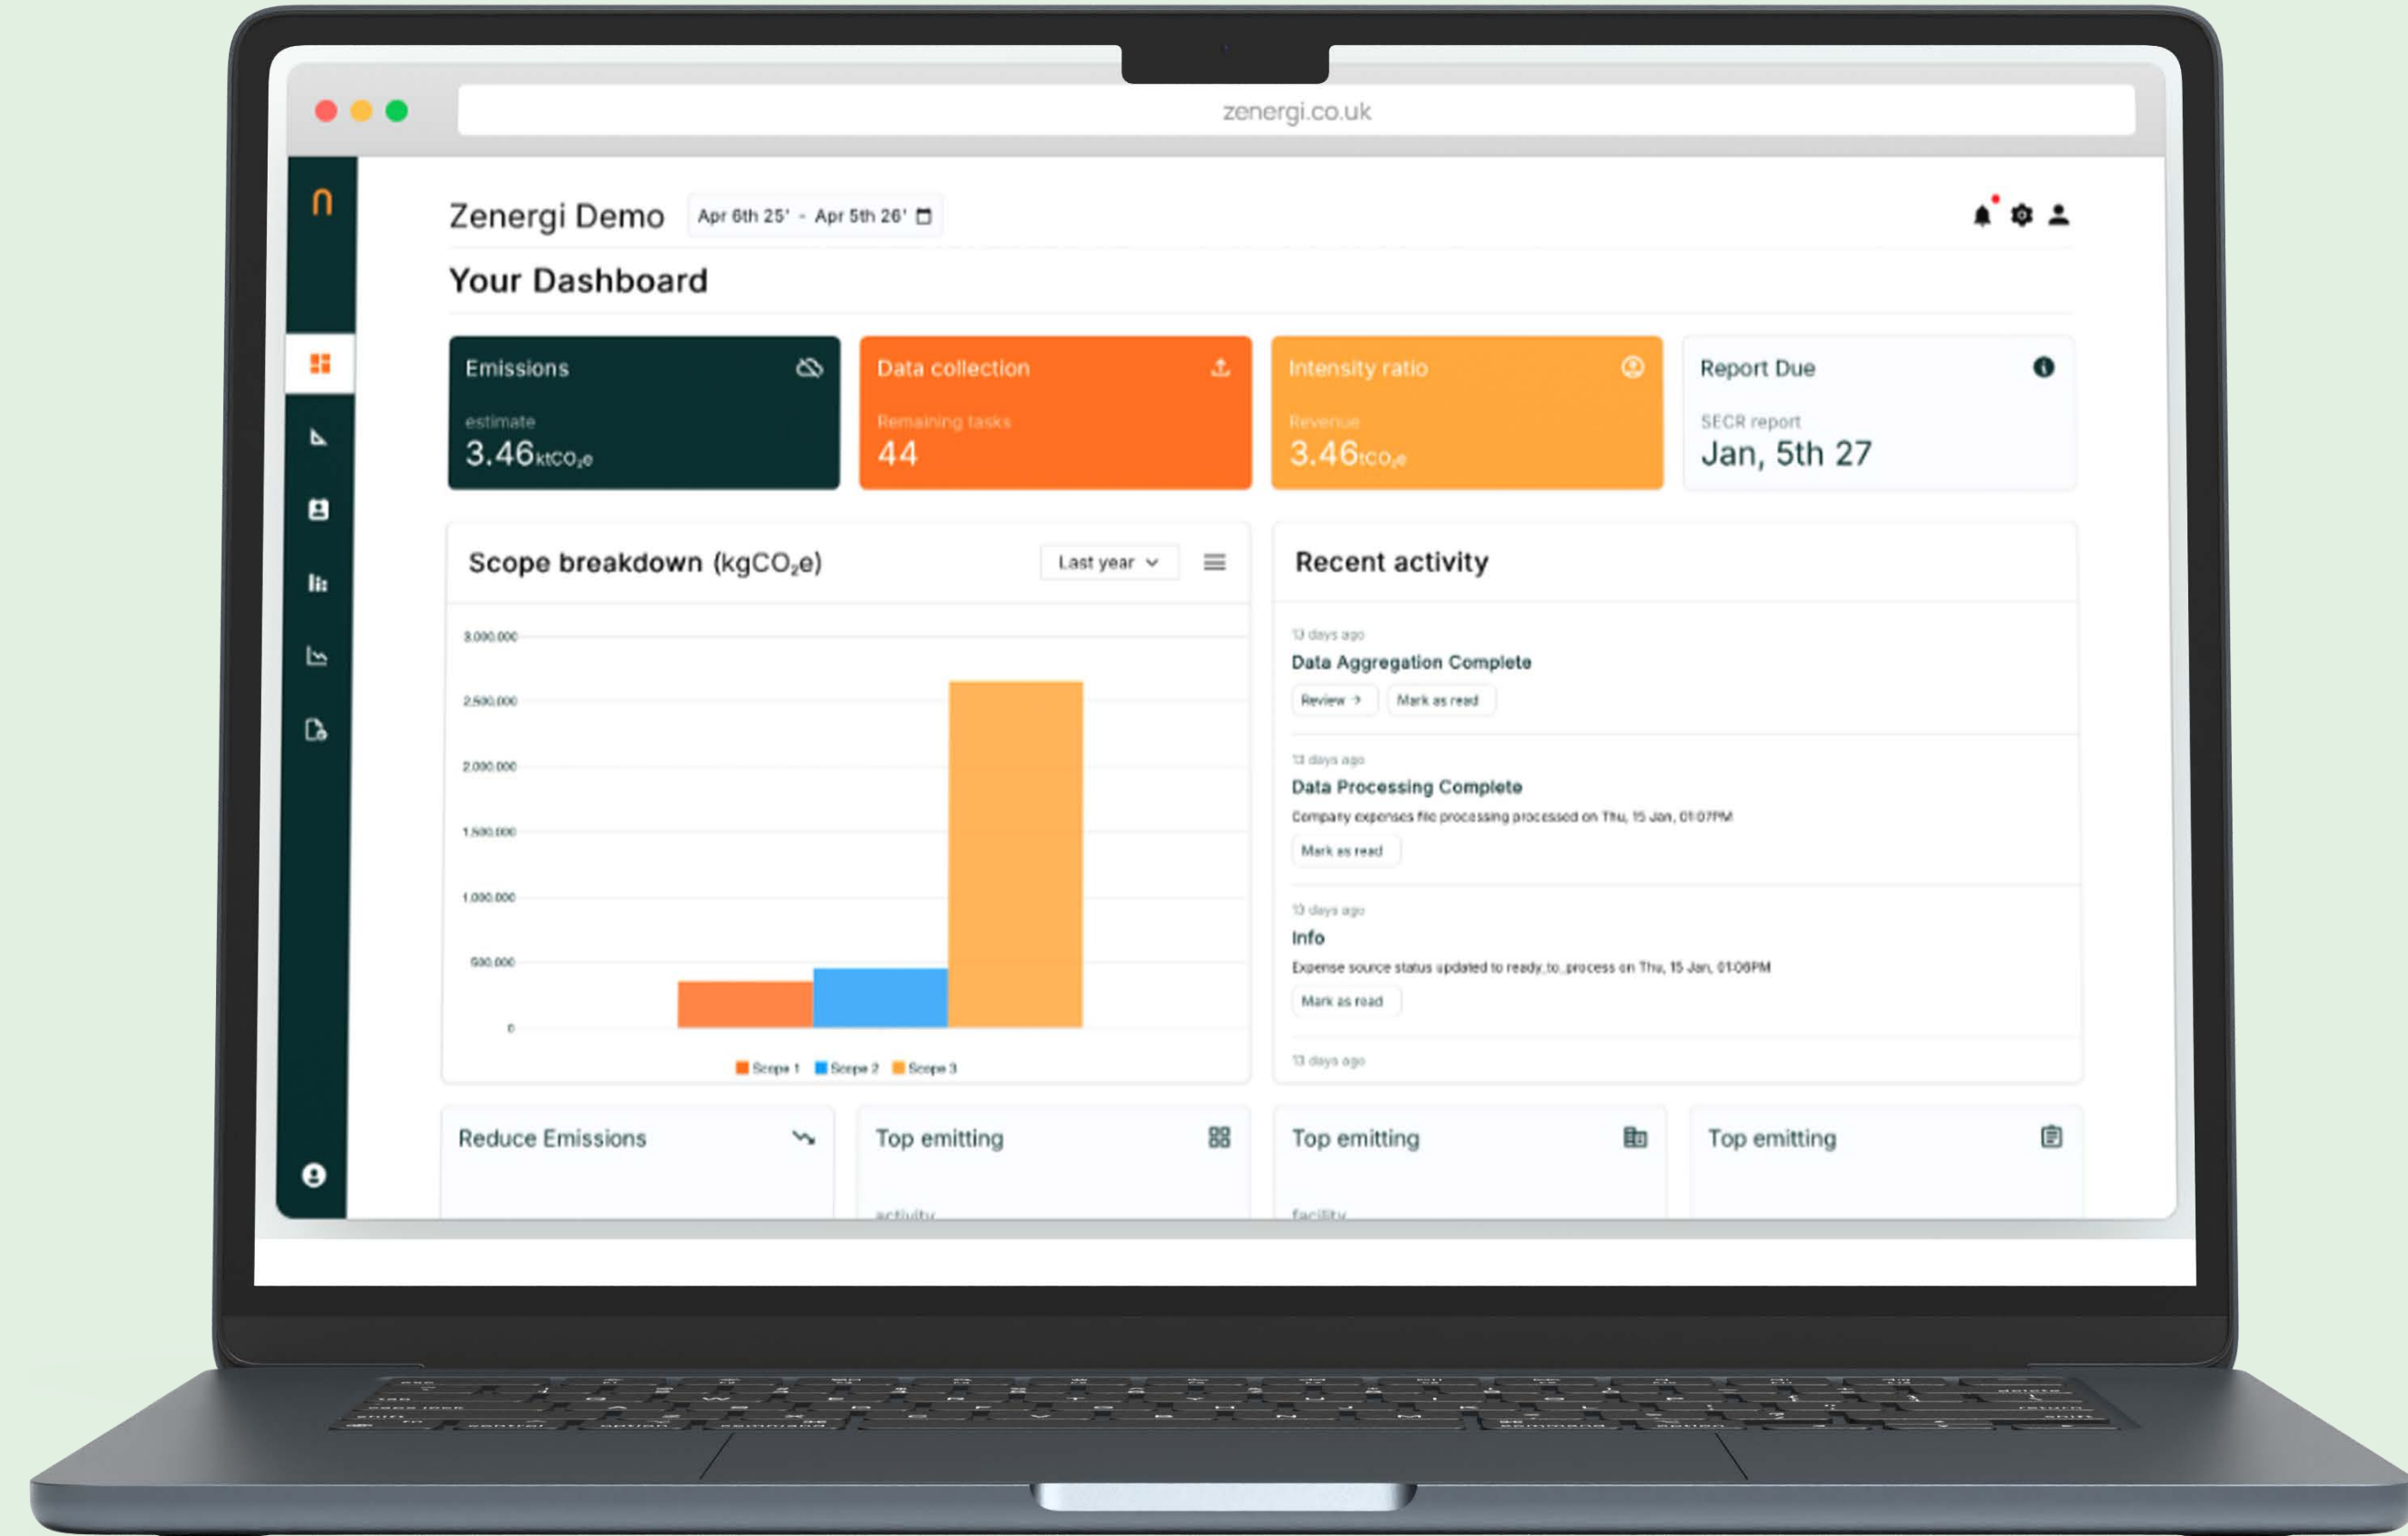 zenergi.co.uk
Zenergi Demo
Apr 6th 25' - Apr 5th 26'
Your Dashboard
Emissions
estimate
3.46ktCO₂e
Data collection
Remaining tasks
44
Intensity ratio
Revenue
3.46tCO₂e
Report Due
SECR report
Jan, 5th 27
Scope breakdown (kgCO₂e)
Last year
3.000.000
2.500.000
2.000.000
1.500.000
1.000.000
500.000
0
Scope 1 Scope 2 Scope 3
Recent activity
13 days ago
Data Aggregation Complete
Review → Mark as read
13 days ago
Data Processing Complete
Company expenses file processing processed on Thu, 15 Jan, 01:07PM
Mark as read
13 days ago
Info
Expense source status updated to ready_to_process on Thu, 15 Jan, 01:06PM
Mark as read
13 days ago
Reduce Emissions
Top emitting
activity
Top emitting
facility
Top emitting